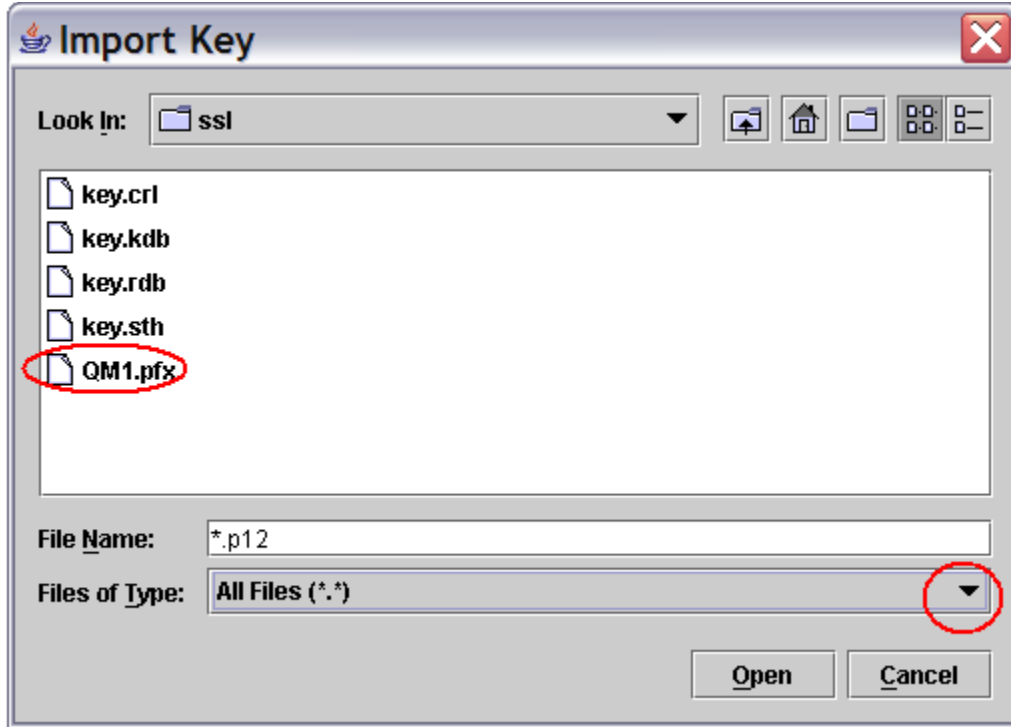 Import Key
Look In: ssl
key.crl
key.kdb
key.rdb
key.sth
QM1.pfx
File Name: *.p12
Files of Type: All Files (*.*)
Open Cancel